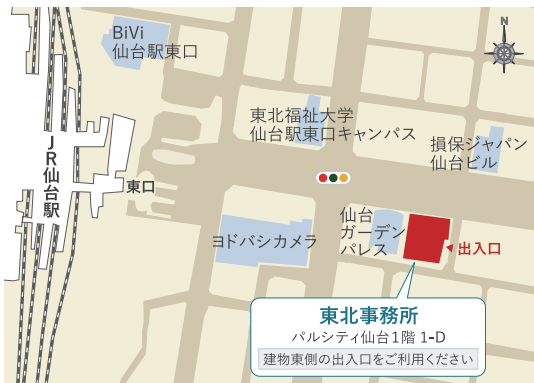 BiVi
仙台駅東口
N
東北福祉大学
仙台駅東口キャンパス
損保ジャパン
仙台ビル
JR仙台駅
東口
ヨドバシカメラ
仙台
ガーデン
パレス
出入口
東北事務所
パルシティ仙台1階 1-D
建物東側の出入口をご利用ください